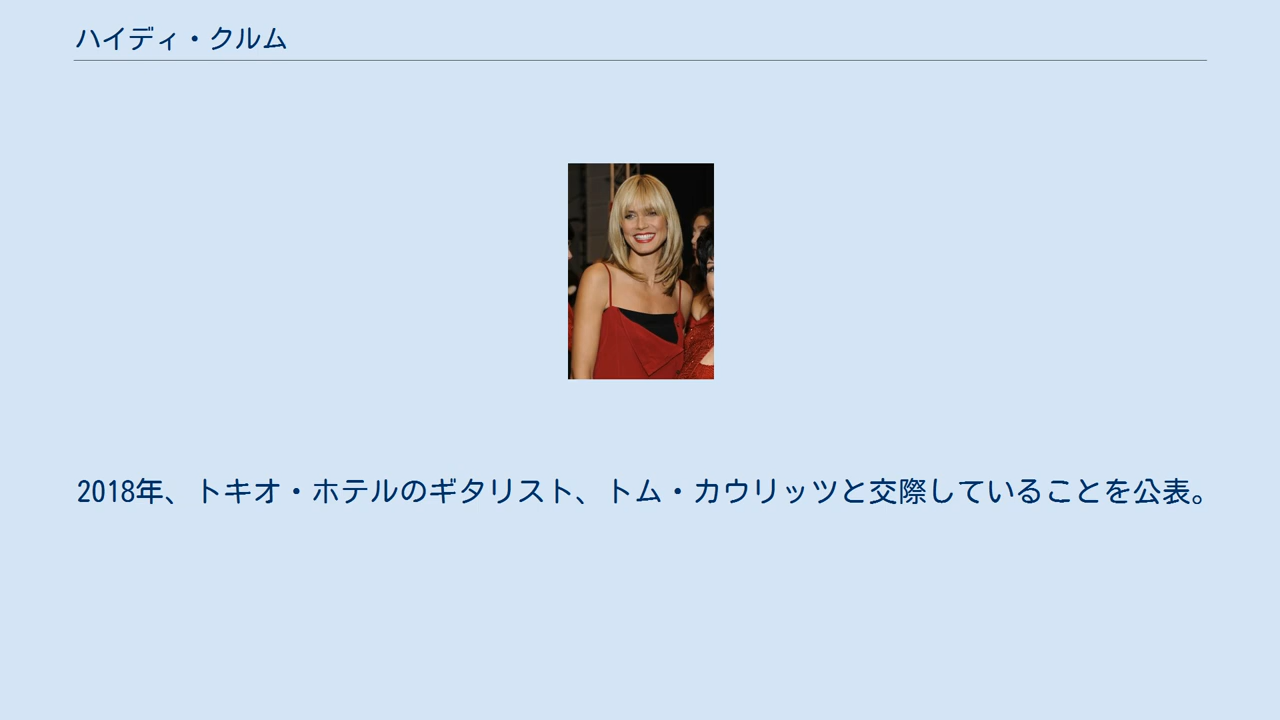 ハイディ・クルム
2018年、トキオ・ホテルのギタリスト、トム・カウリッツと交際していることを公表。